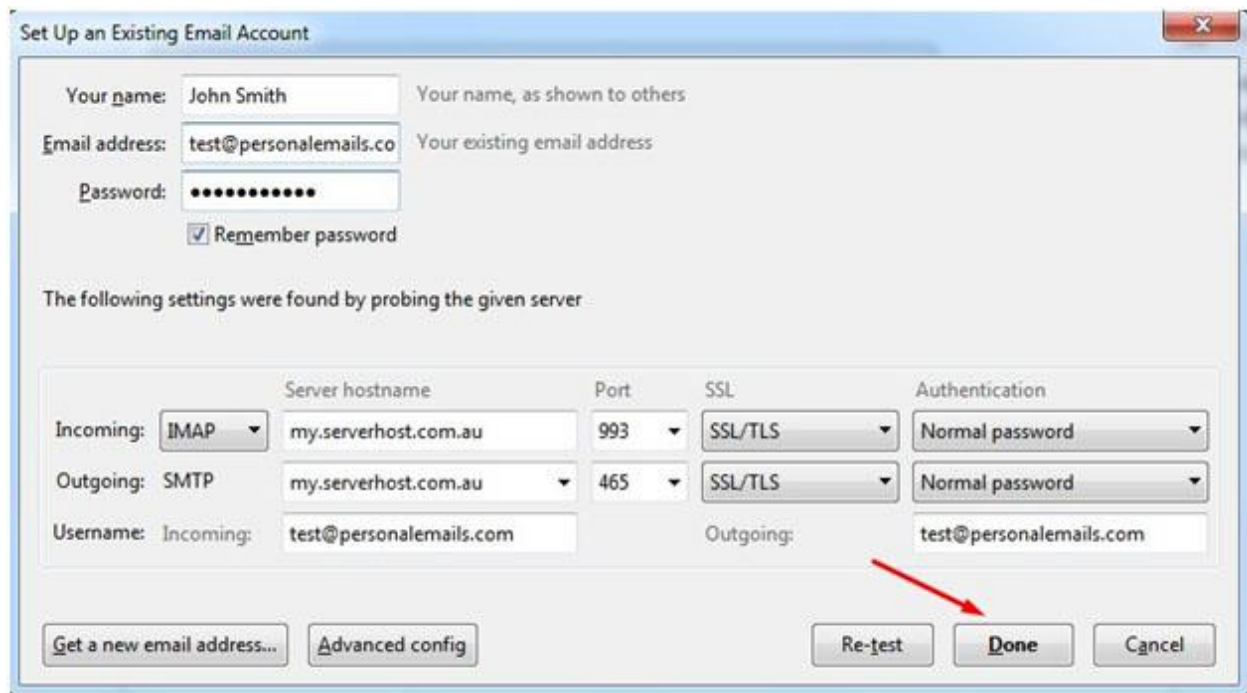 Set Up an Existing Email Account
Your name: John Smith Your name, as shown to others
Email address: test@personalemails.co Your existing email address
Password: •••••••••••
Remember password
The following settings were found by probing the given server
Server hostname Port SSL Authentication
Incoming: IMAP my.serverhost.com.au 993 SSL/TLS Normal password
Outgoing: SMTP my.serverhost.com.au 465 SSL/TLS Normal password
Username: Incoming: test@personalemails.com Outgoing: test@personalemails.com
Get a new email address... Advanced config Re-test Done Cancel